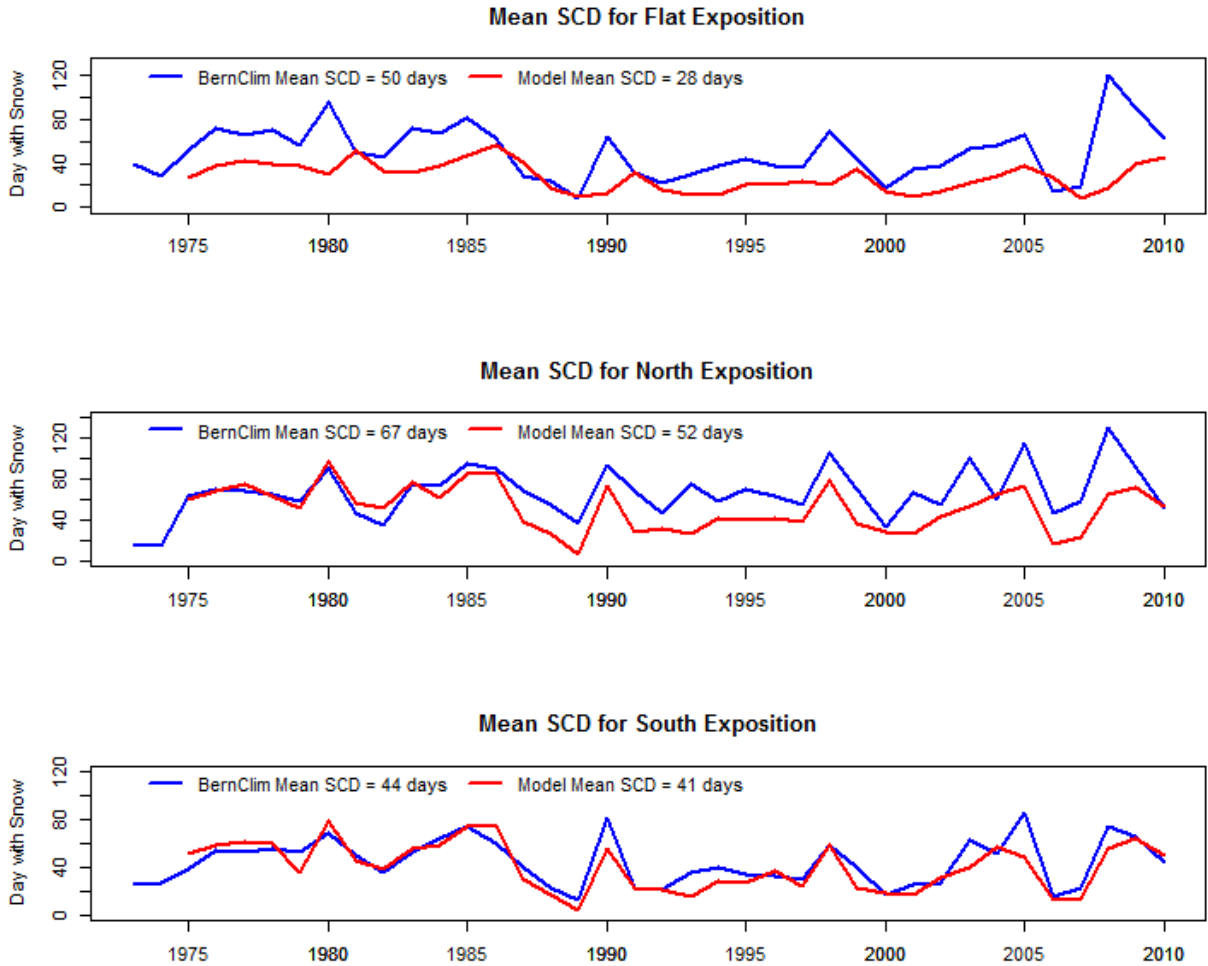 Mean SCD for Flat Exposition
BernClim Mean SCD = 50 days Model Mean SCD = 28 days
Day with Snow
120
80
40
0
1975 1980 1985 1990 1995 2000 2005 2010
Mean SCD for North Exposition
BernClim Mean SCD = 67 days Model Mean SCD = 52 days
Day with Snow
120
80
40
0
1975 1980 1985 1990 1995 2000 2005 2010
Mean SCD for South Exposition
BernClim Mean SCD = 44 days Model Mean SCD = 41 days
Day with Snow
120
80
40
0
1975 1980 1985 1990 1995 2000 2005 2010